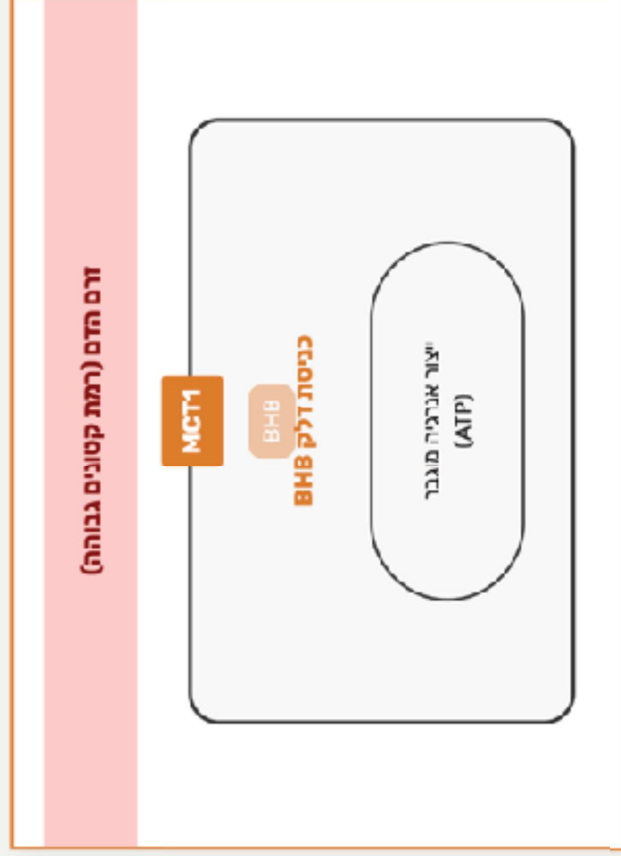 זרם הדם (רמת קטונים גבוהה)
MCT1
BHB
כניסת דלק BHB
ייצור אנרגיה מוגבר
(ATP)